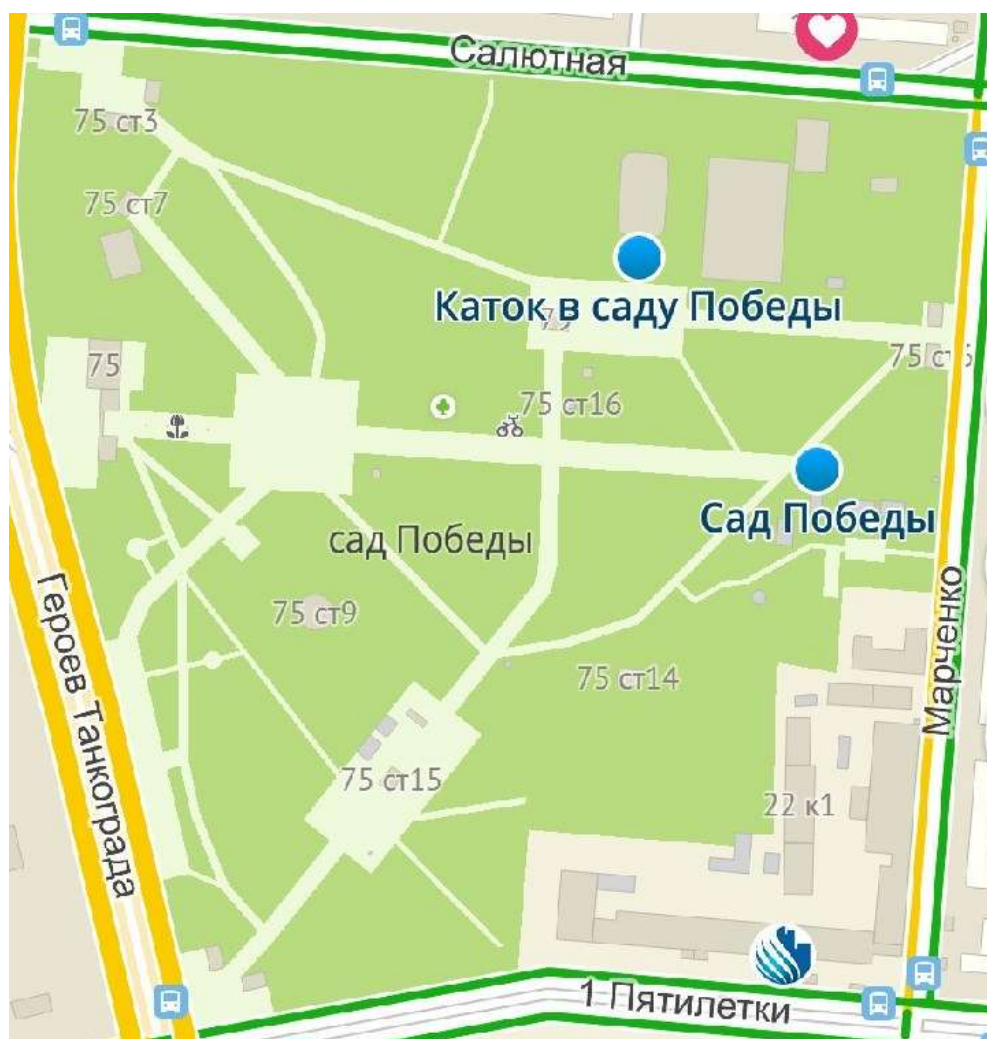 Салютная
75 ст3
75 ст7
Каток в саду Победы
75
75 ст16
Сад Победы
сад Победы
75 ст9
Героев Танкограда
75 ст14
Марченко
75 ст15
22 к1
1 Пятилетки